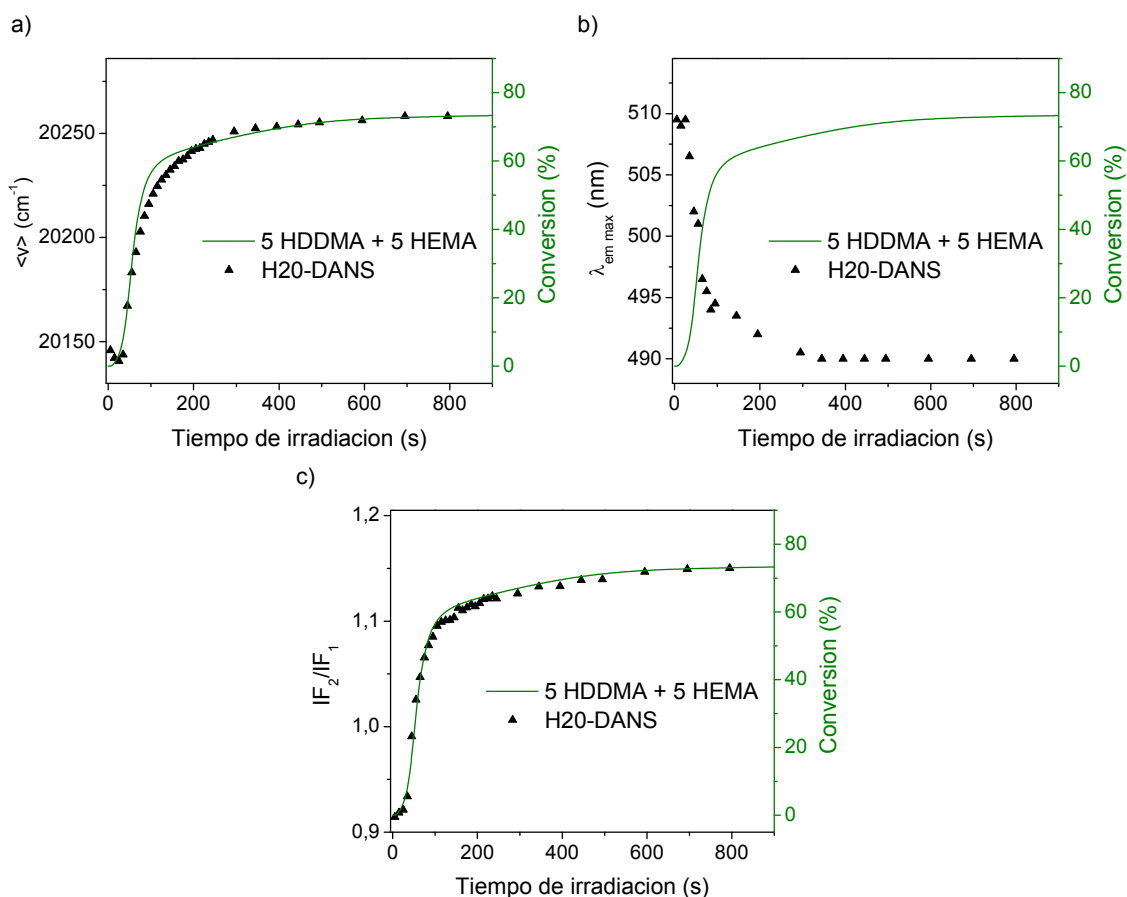 a)
<ν> (cm-1)
20250
20200
20150
80
60
40
20
0
Conversion (%)
5 HDDMA + 5 HEMA
H20-DANS
0 200 400 600 800
Tiempo de irradiacion (s)
b)
λem max (nm)
510
505
500
495
490
80
60
40
20
0
Conversion (%)
5 HDDMA + 5 HEMA
H20-DANS
0 200 400 600 800
Tiempo de irradiacion (s)
c)
IF2/IF1
1,2
1,1
1,0
0,9
80
60
40
20
0
Conversion (%)
5 HDDMA + 5 HEMA
H20-DANS
0 200 400 600 800
Tiempo de irradiacion (s)